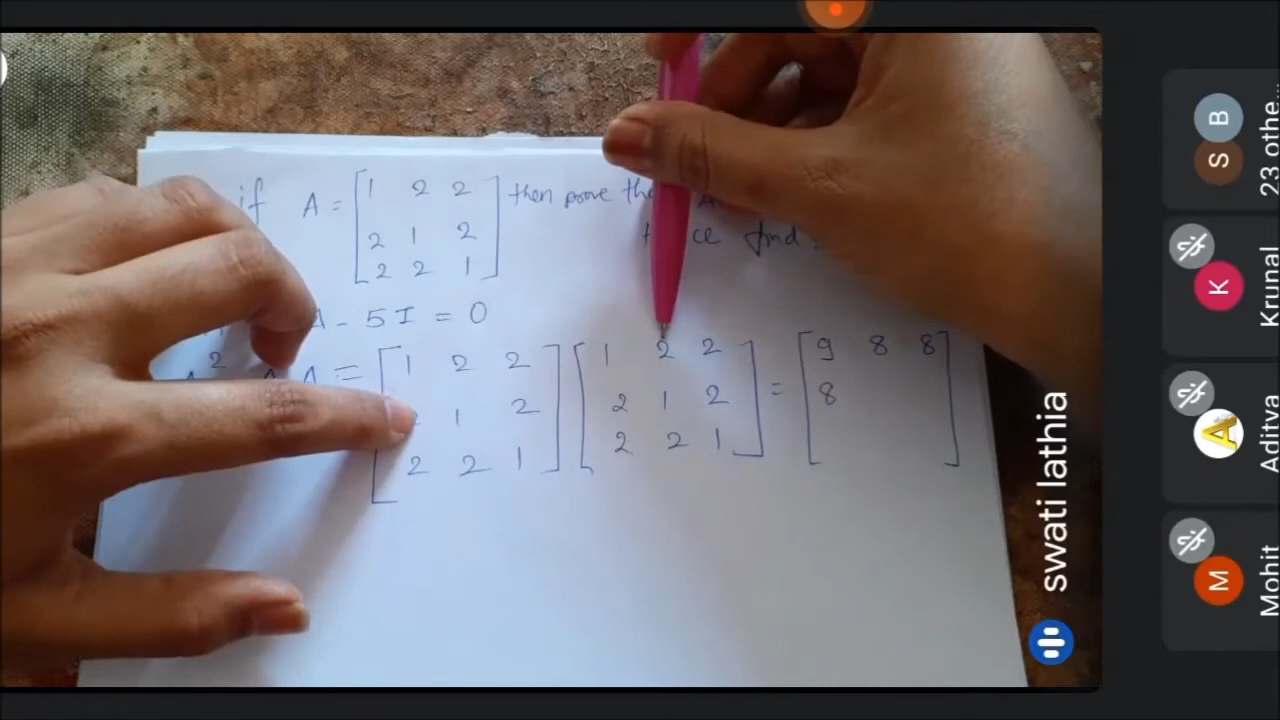 if A = [ 1 2 2 then prove
2 1 2 find
2 2 1 ]
A - 5I = 0
2
A = [ 1 2 2 ] [ 1 2 2 ] = [ 9 8 8 ]
1 2 2 1 2 8
2 2 1 2 2 1
swati lathia
S B
23 othe...
K
Krunal
A
Aditya
M
Mohit